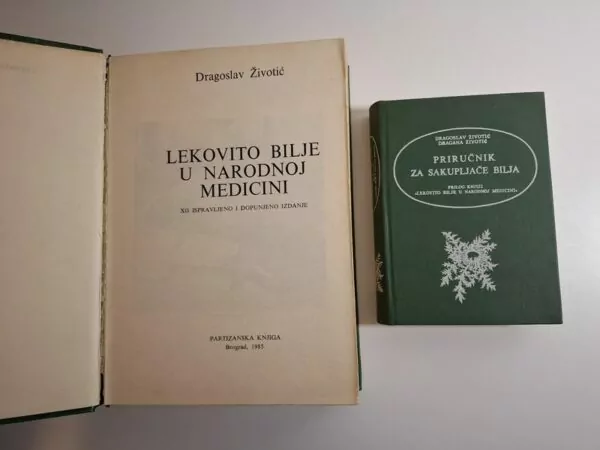 Dragoslav Životić
LEKOVITO BILJE
U NARODNOJ
MEDICINI
XII ISPRAVLJENO I DOPUNJENO IZDANJE
PARTIZANSKA KNJIGA
Beograd, 1985
DRAGOSLAV ŽIVOTIĆ
DRAGANA ŽIVOTIĆ
PRIRUČNIK
ZA SAKUPLJAČE BILJA
PRILOG KNJIZI
»LEKOVITO BILJE U NARODNOJ MEDICINI«